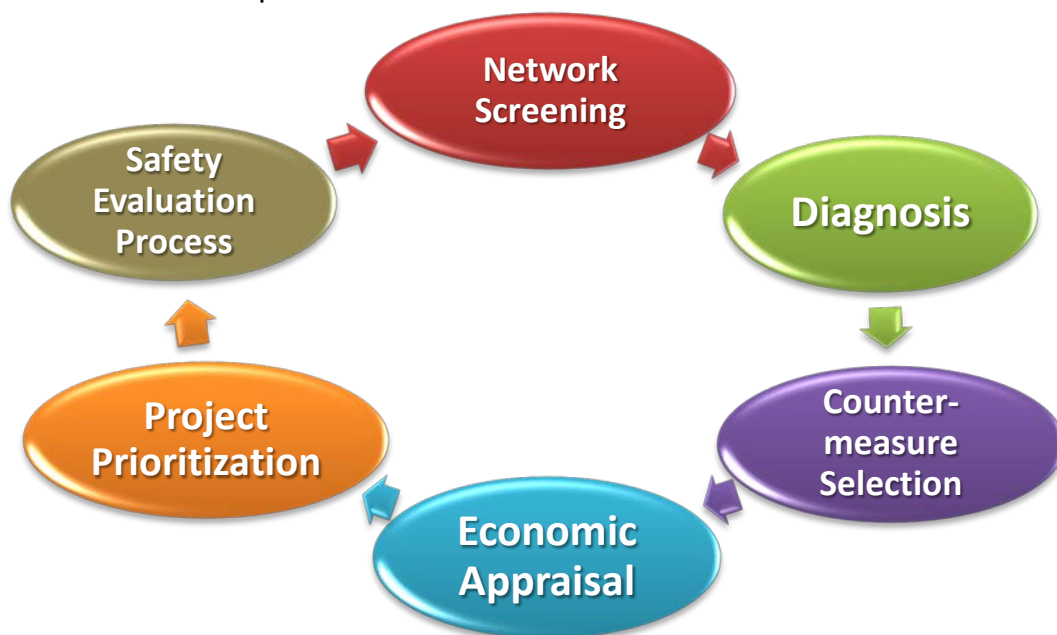 Network
Screening
Diagnosis
Counter-
measure
Selection
Economic
Appraisal
Project
Prioritization
Safety
Evaluation
Process